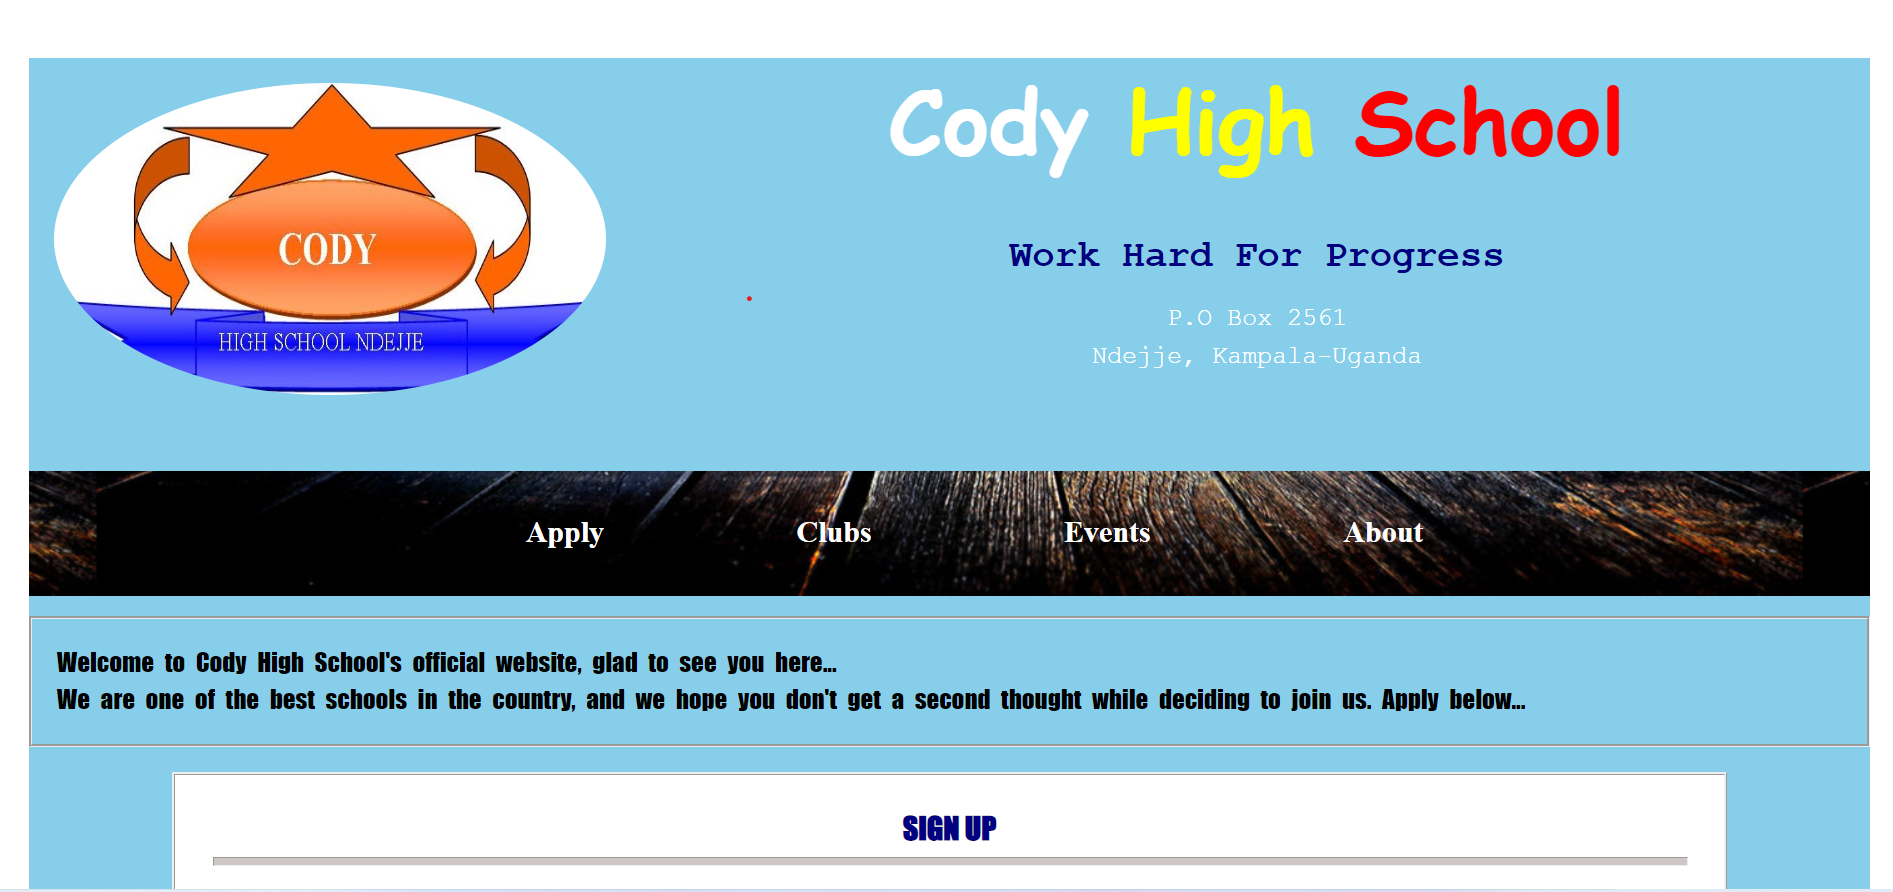 CODY
HIGH SCHOOL NDEJJE
Cody High School
Work Hard For Progress
P.O Box 2561
Ndejje, Kampala-Uganda
Apply Clubs Events About
Welcome to Cody High School's official website, glad to see you here...
We are one of the best schools in the country, and we hope you don't get a second thought while deciding to join us. Apply below...
SIGN UP